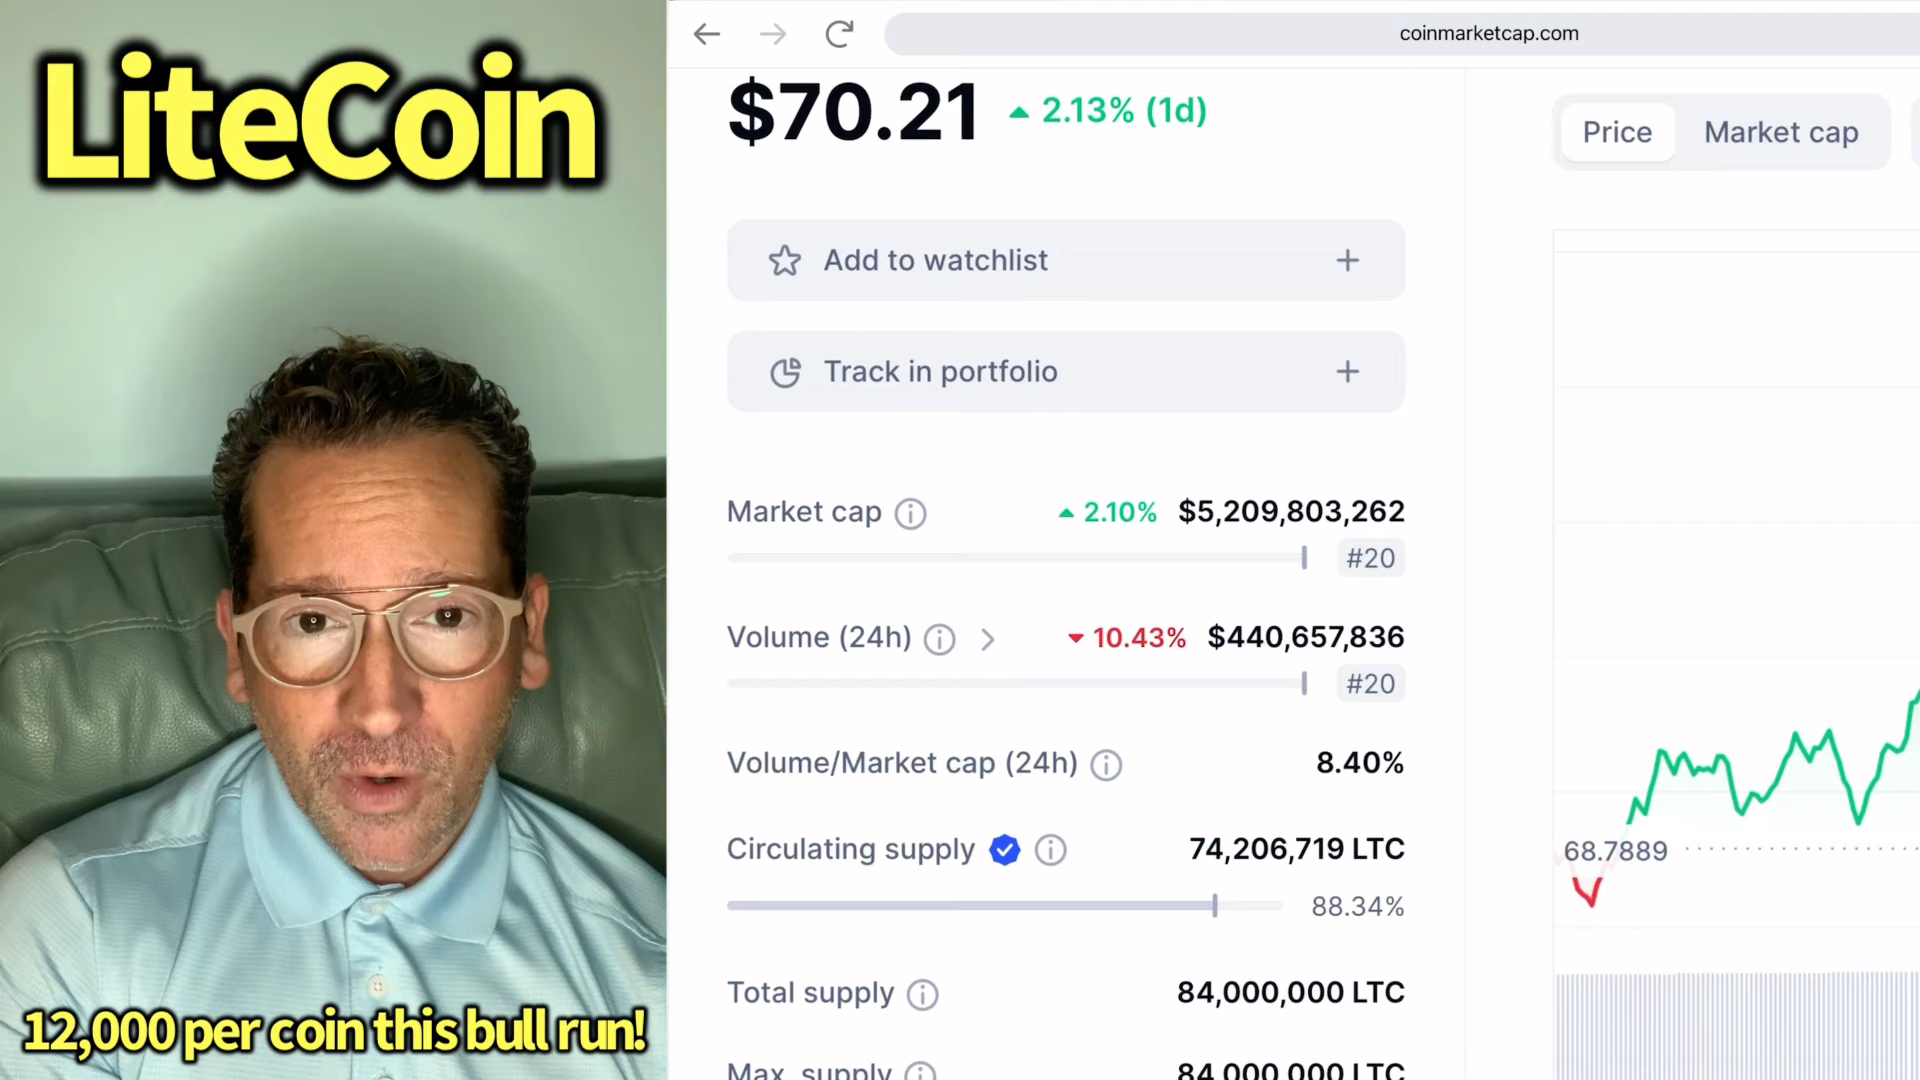 LiteCoin
12,000 per coin this bull run!
coinmarketcap.com
$70.21 2.13% (1d)
Add to watchlist +
Track in portfolio +
Market cap 2.10% $5,209,803,262
#20
Volume (24h) 10.43% $440,657,836
#20
Volume/Market cap (24h) 8.40%
Circulating supply 74,206,719 LTC
88.34%
Total supply 84,000,000 LTC
Max. supply 84,000,000 LTC
Price Market cap
68.7889